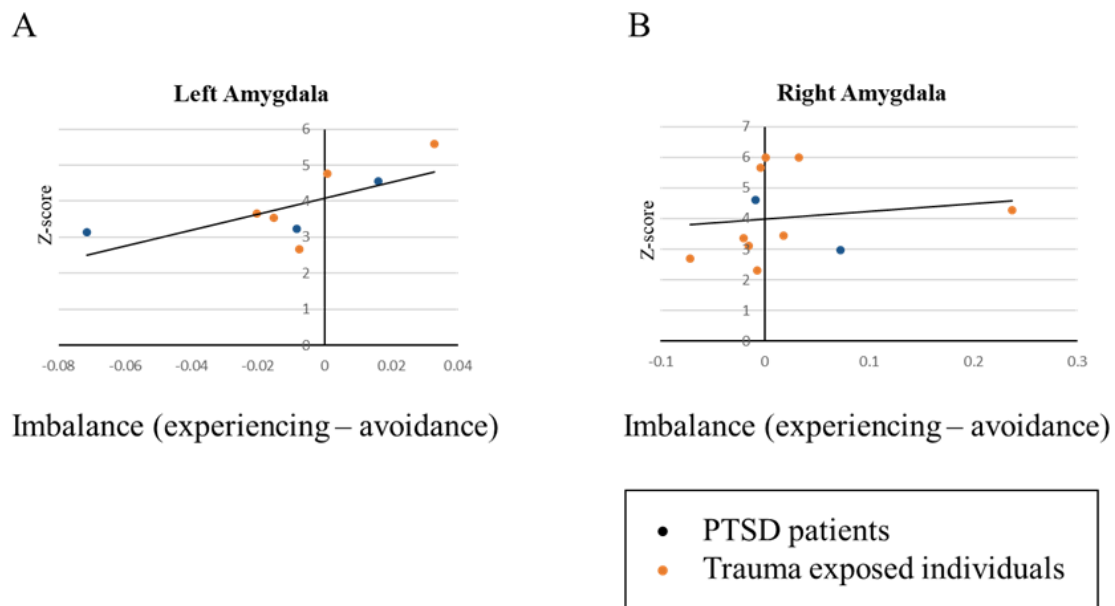 A
B
Left Amygdala
Right Amygdala
Z-score
6
5
4
3
2
1
0
-0.08
-0.06
-0.04
-0.02
0
0.02
0.04
Z-score
7
6
5
4
3
2
1
0
-0.1
0
0.1
0.2
0.3
Imbalance (experiencing – avoidance)
Imbalance (experiencing – avoidance)
PTSD patients
Trauma exposed individuals